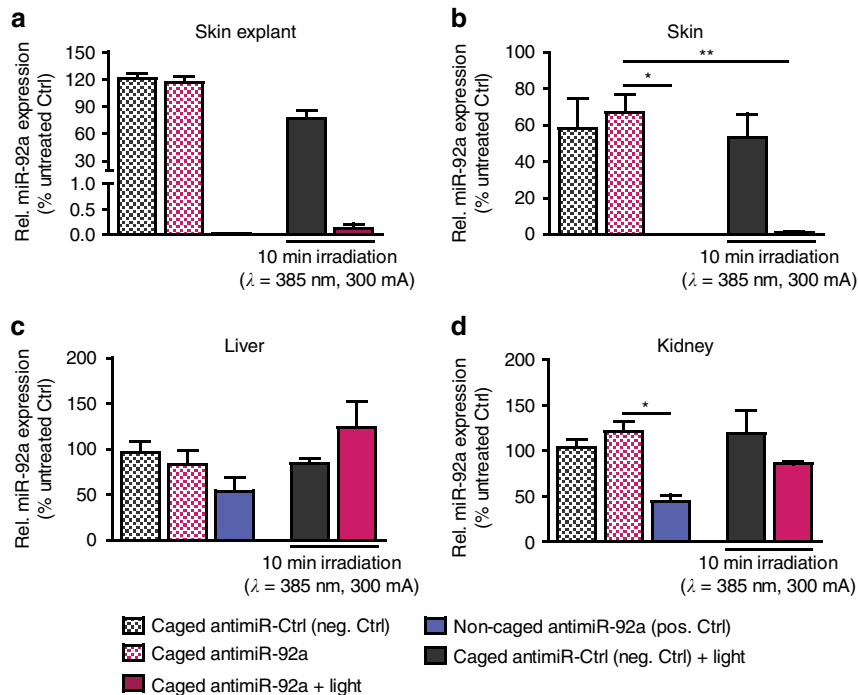 a
Skin explant
Rel. miR-92a expression
(% untreated Ctrl)
150
120
90
60
30
1.0
0.5
0.0
10 min irradiation
(λ = 385 nm, 300 mA)
b
Skin
Rel. miR-92a expression
(% untreated Ctrl)
100
80
60
40
20
0
**
*
10 min irradiation
(λ = 385 nm, 300 mA)
c
Liver
Rel. miR-92a expression
(% untreated Ctrl)
200
150
100
50
0
10 min irradiation
(λ = 385 nm, 300 mA)
d
Kidney
Rel. miR-92a expression
(% untreated Ctrl)
200
150
100
50
0
*
10 min irradiation
(λ = 385 nm, 300 mA)
Caged antimiR-Ctrl (neg. Ctrl)
Caged antimiR-92a
Caged antimiR-92a + light
Non-caged antimiR-92a (pos. Ctrl)
Caged antimiR-Ctrl (neg. Ctrl) + light